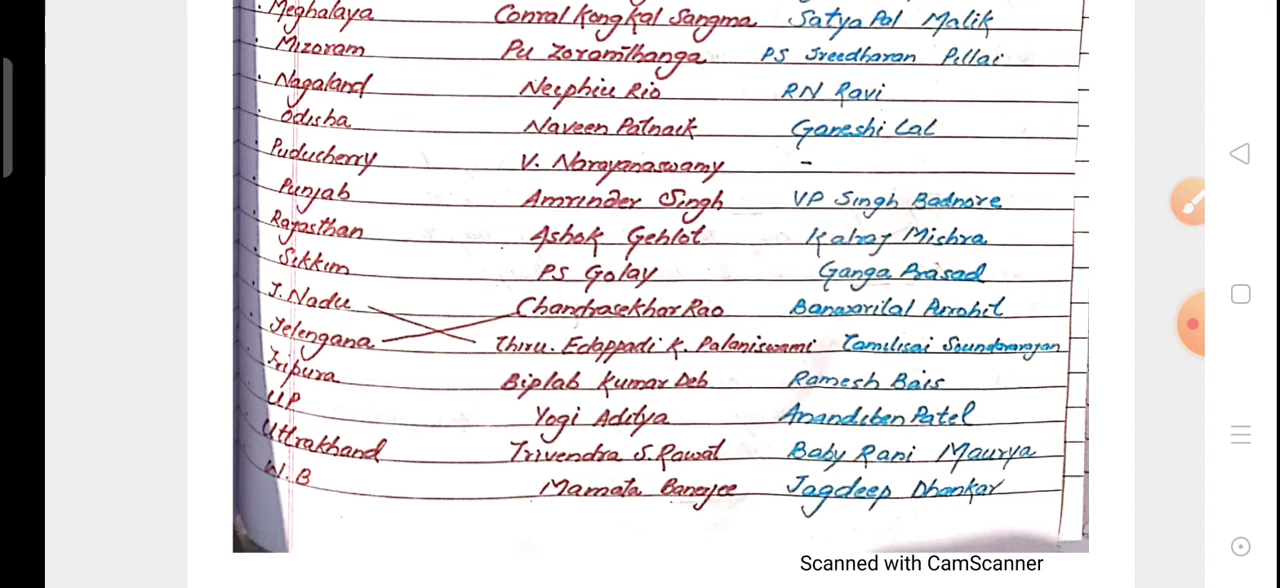 Meghalaya Conral Kongkal Sangma Satya Pal Malik
Mizoram Pu Zoramthanga PS Sreedharan Pillai
Nagaland Neiphiu Rio RN Ravi
Odisha Naveen Patnaik Ganeshi Lal
Puducherry V. Narayanaswamy -
Punjab Amrinder Singh VP Singh Badnore
Rajasthan Ashok Gehlot Kalraj Mishra
Sikkim PS Golay Ganga Prasad
T. Nadu Chandrasekhar Rao Banwarilal Purohit
Telengana Thiru. Edappadi K. Palaniswami Tamilisai Soundararajan
Tripura Biplab Kumar Deb Ramesh Bais
UP Yogi Aditya Anandiben Patel
Uttrakhand Trivendra S. Rawat Baby Rani Maurya
W.B Mamata Banerjee Jagdeep Dhankar
Scanned with CamScanner